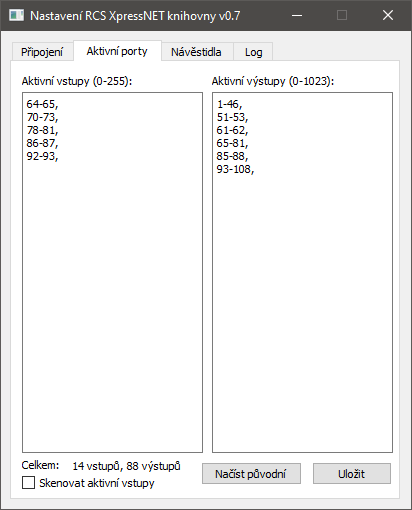 Nastavení RCS XpressNET knihovny v0.7
Připojení Aktivní porty Návěstidla Log
Aktivní vstupy (0-255): Aktivní výstupy (0-1023):
64-65,
70-73,
78-81,
86-87,
92-93,
1-46,
51-53,
61-62,
65-81,
85-88,
93-108,
Celkem: 14 vstupů, 88 výstupů
Skenovat aktivní vstupy
Načíst původní Uložit